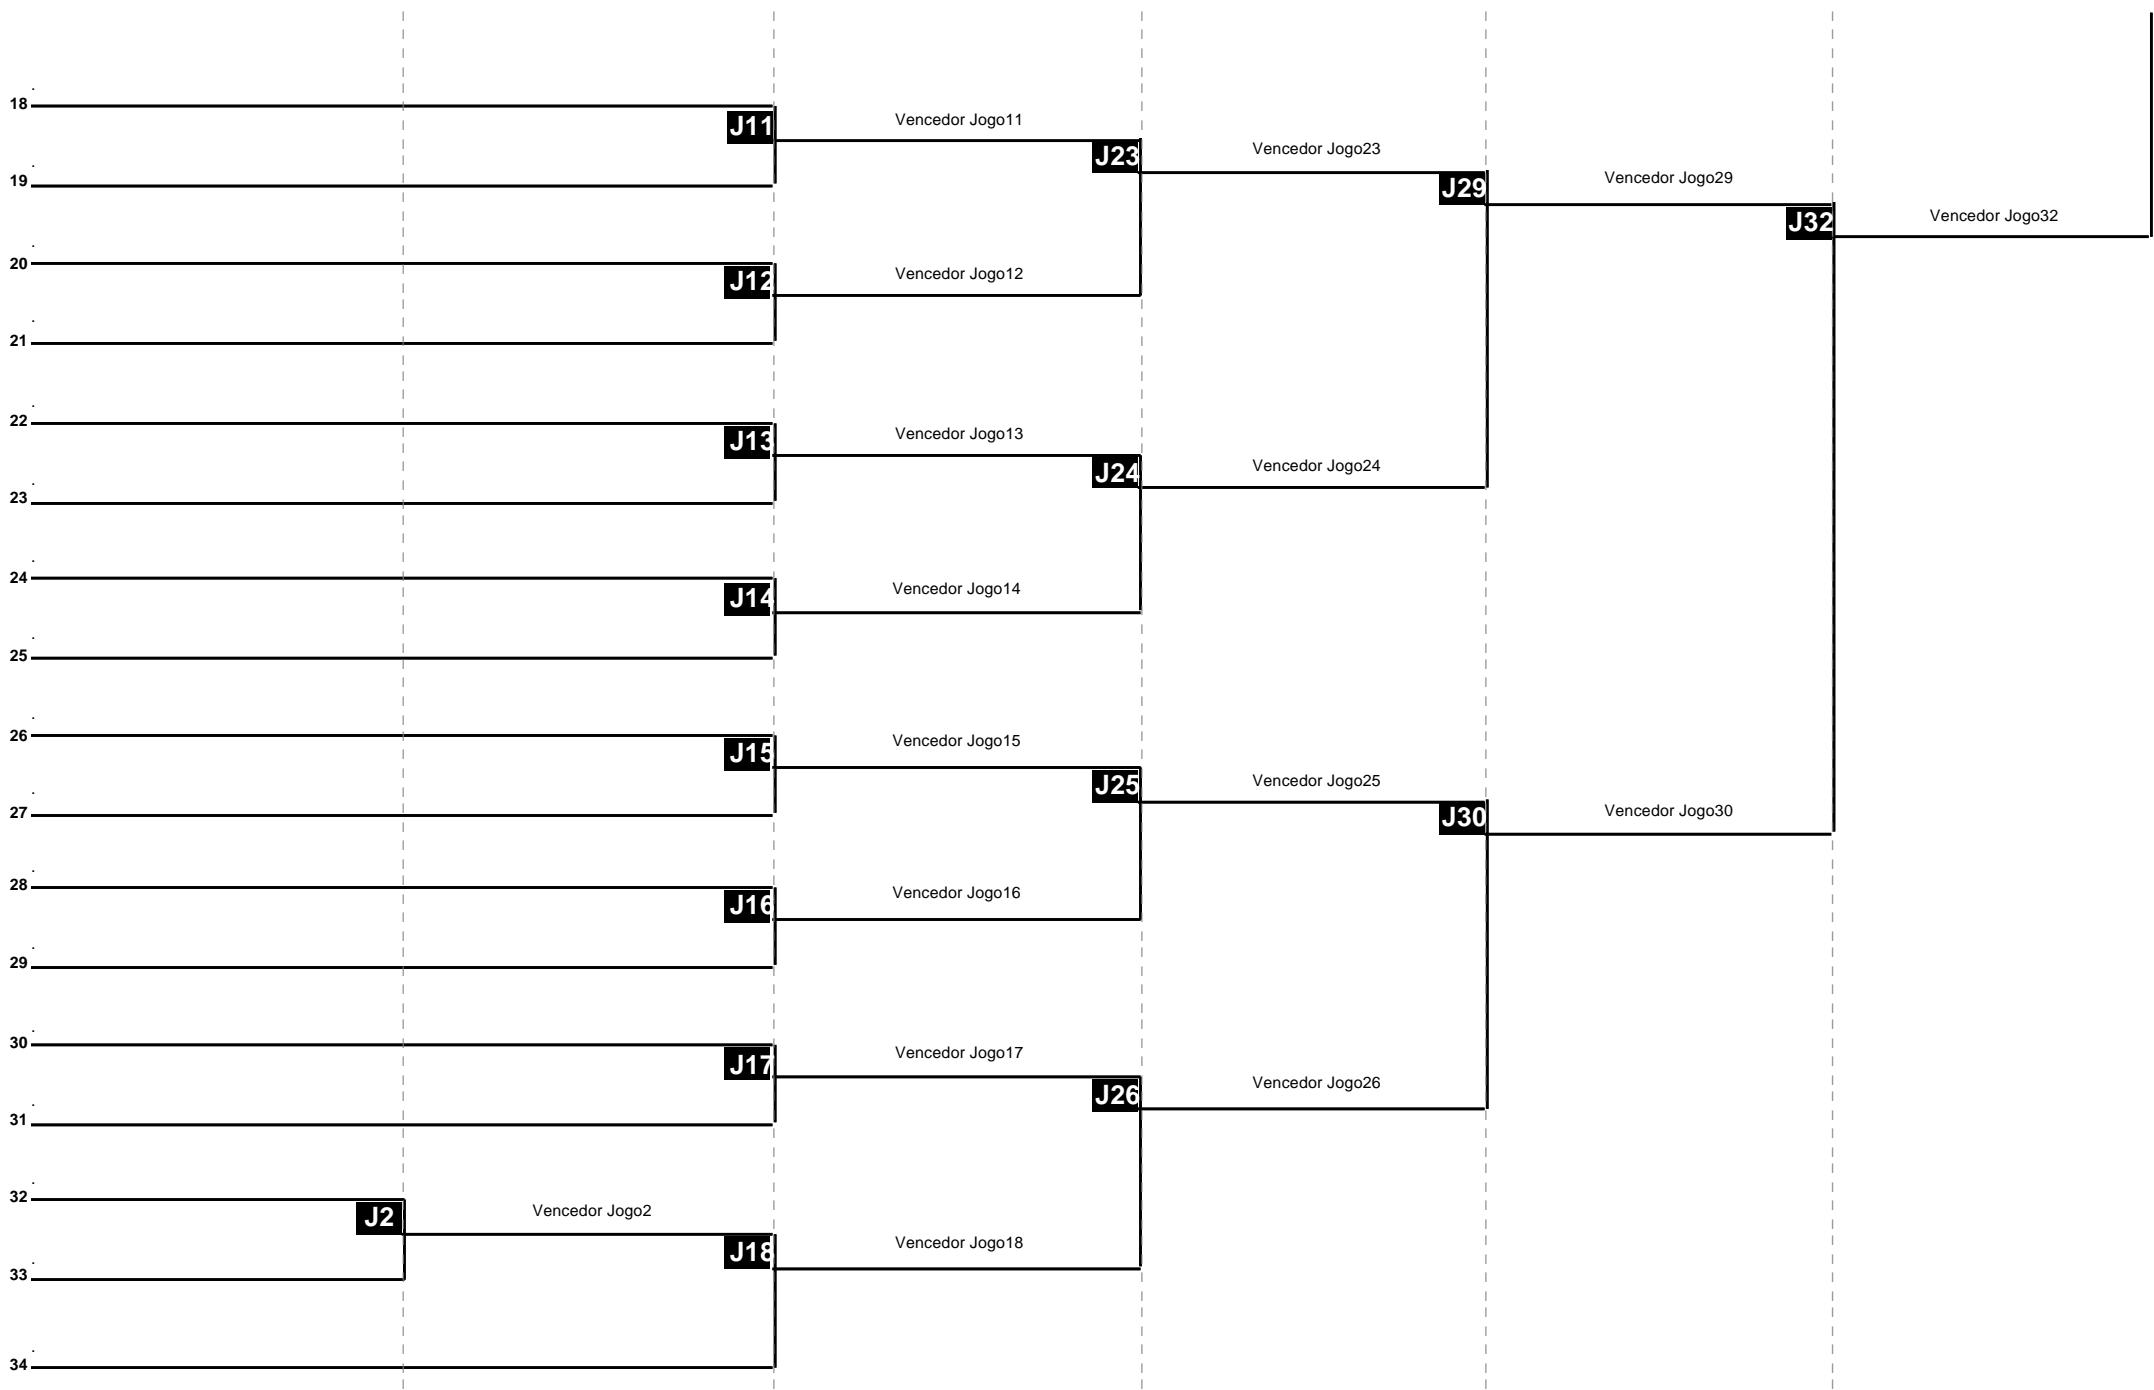 18
J11
Vencedor Jogo11
J23
Vencedor Jogo23
19
J29
Vencedor Jogo29
J32
Vencedor Jogo32
20
J12
Vencedor Jogo12
21
22
J13
Vencedor Jogo13
J24
Vencedor Jogo24
23
24
J14
Vencedor Jogo14
25
26
J15
Vencedor Jogo15
J25
Vencedor Jogo25
27
J30
Vencedor Jogo30
28
J16
Vencedor Jogo16
29
30
J17
Vencedor Jogo17
J26
Vencedor Jogo26
31
32
J2
Vencedor Jogo2
J18
Vencedor Jogo18
33
34